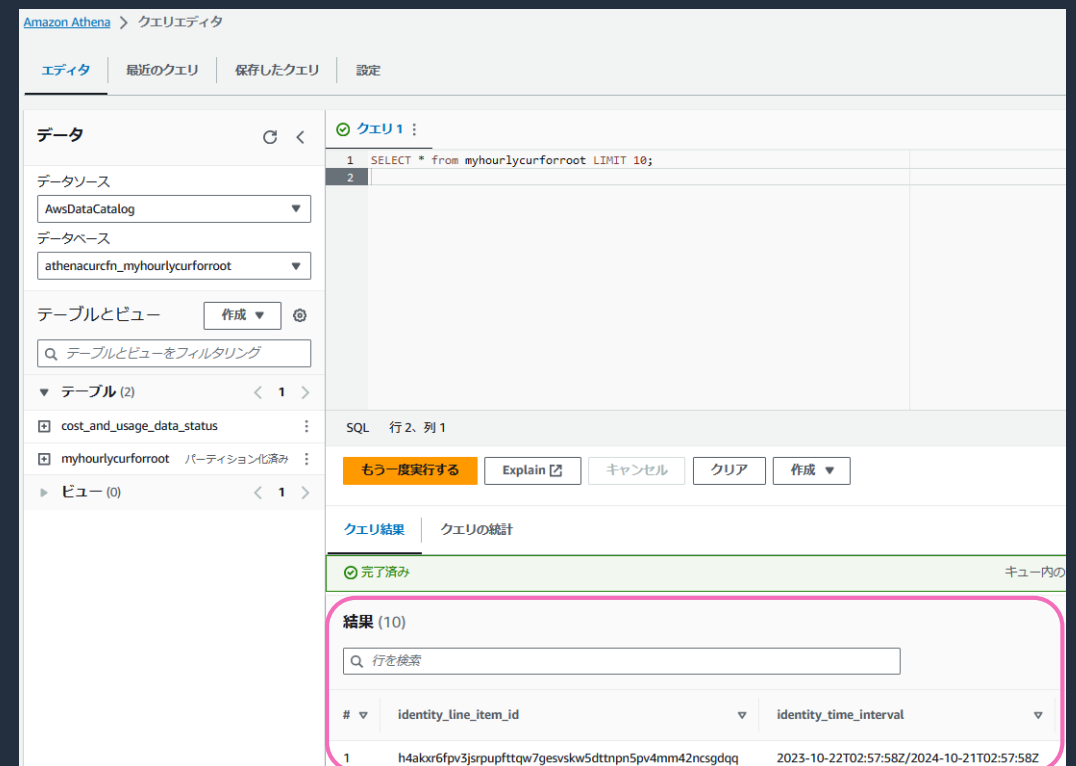 Amazon Athena > クエリエディタ
エディタ 最近のクエリ 保存したクエリ 設定
データ
データソース
AwsDataCatalog
データベース
athenacurcfn_myhourlycurforroot
テーブルとビュー 作成
テーブルとビューをフィルタリング
テーブル (2) < 1 >
cost_and_usage_data_status
myhourlycurforroot パーティション化済み
ビュー (0) < 1 >
クエリ 1
1 SELECT * from myhourlycurforroot LIMIT 10;
2
SQL 行 2、列 1
もう一度実行する Explain キャンセル クリア 作成
クエリ結果 クエリの統計
完了済み キュー内の
結果 (10)
行を検索
# identity_line_item_id identity_time_interval
1 h4akxr6fpv3jsrpupfttqw7gesvskw5dttnpn5pv4mm42ncsgdqq 2023-10-22T02:57:58Z/2024-10-21T02:57:58Z